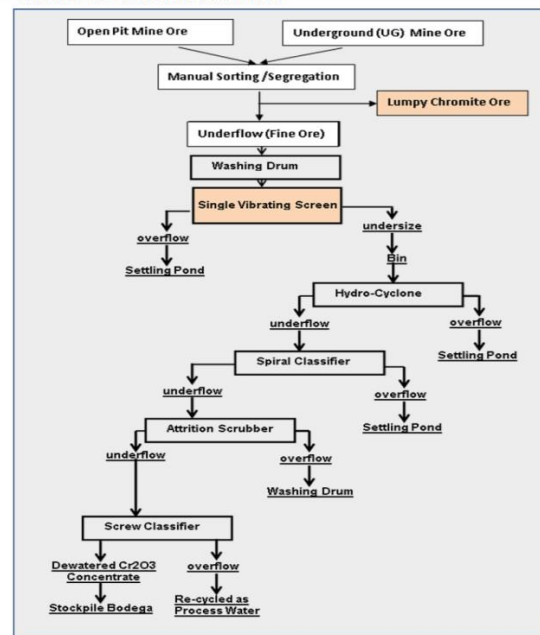 Open Pit Mine Ore
Underground (UG) Mine Ore
Manual Sorting /Segregation
Lumpy Chromite Ore
Underflow (Fine Ore)
Washing Drum
Single Vibrating Screen
overflow
undersize
Settling Pond
Bin
Hydro-Cyclone
underflow
overflow
Settling Pond
Spiral Classifier
underflow
overflow
Settling Pond
Attrition Scrubber
underflow
overflow
Washing Drum
Screw Classifier
Dewatered Cr2O3
Concentrate
overflow
Stockpile Bodega
Re-cycled as
Process Water